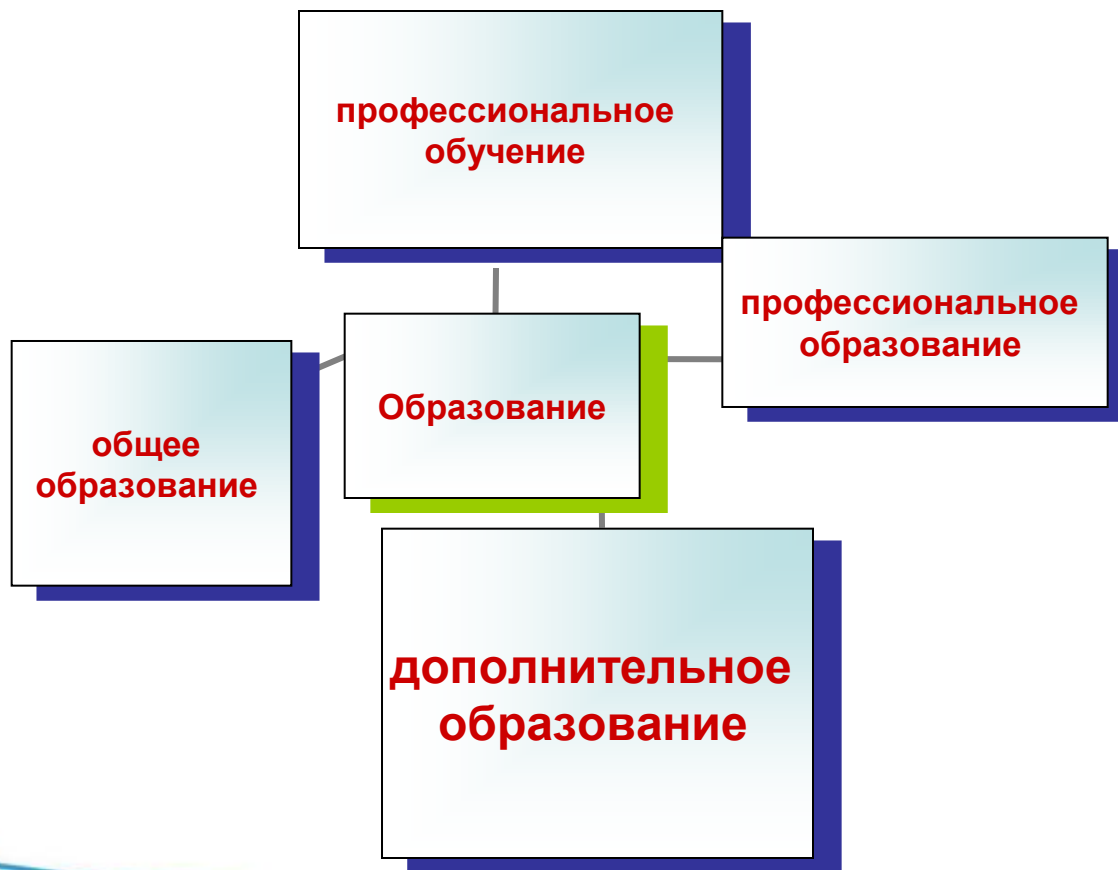 профессиональное
обучение
профессиональное
образование
Образование
общее
образование
дополнительное
образование